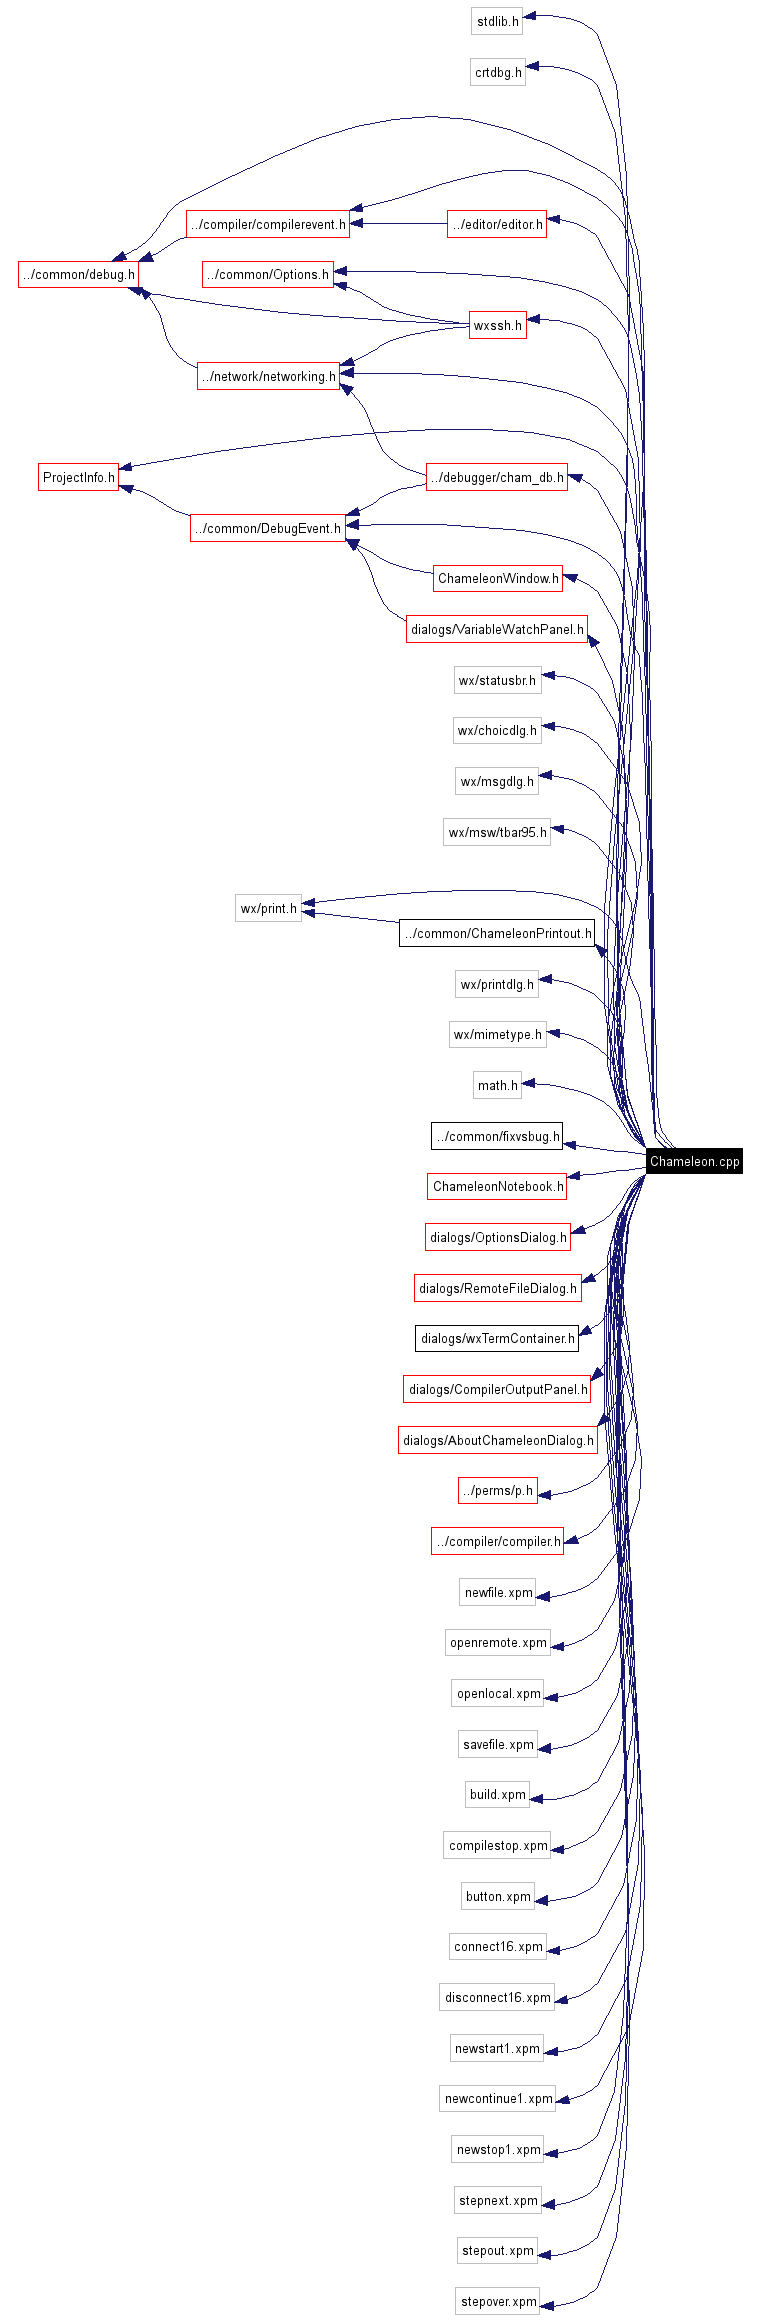 stdlib.h
crtdbg.h
../compiler/compilerevent.h
../editor/editor.h
../common/debug.h
../common/Options.h
wxssh.h
../network/networking.h
ProjectInfo.h
../debugger/cham_db.h
../common/DebugEvent.h
ChameleonWindow.h
dialogs/VariableWatchPanel.h
wx/statusbr.h
wx/choicdlg.h
wx/msgdlg.h
wx/msw/tbar95.h
wx/print.h
../common/ChameleonPrintout.h
wx/printdlg.h
wx/mimetype.h
math.h
../common/fixvsbug.h
Chameleon.cpp
ChameleonNotebook.h
dialogs/OptionsDialog.h
dialogs/RemoteFileDialog.h
dialogs/wxTermContainer.h
dialogs/CompilerOutputPanel.h
dialogs/AboutChameleonDialog.h
../perms/p.h
../compiler/compiler.h
newfile.xpm
openremote.xpm
openlocal.xpm
savefile.xpm
build.xpm
compilestop.xpm
button.xpm
connect16.xpm
disconnect16.xpm
newstart1.xpm
newcontinue1.xpm
newstop1.xpm
stepnext.xpm
stepout.xpm
stepover.xpm